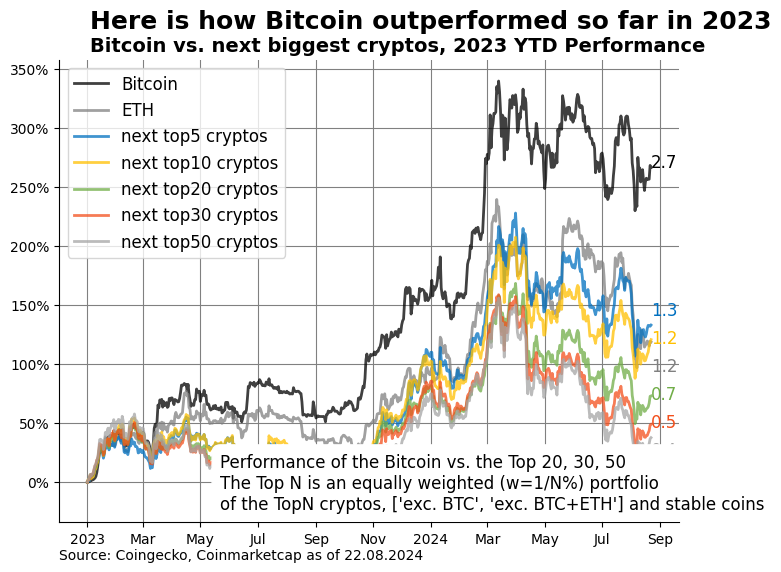 Here is how Bitcoin outperformed so far in 2023
Bitcoin vs. next biggest cryptos, 2023 YTD Performance
350%
300%
250%
200%
150%
100%
50%
0%
Bitcoin
ETH
next top5 cryptos
next top10 cryptos
next top20 cryptos
next top30 cryptos
next top50 cryptos
2.7
1.3
1.2
1.2
0.7
0.5
Performance of the Bitcoin vs. the Top 20, 30, 50
The Top N is an equally weighted (w=1/N%) portfolio
of the TopN cryptos, ['exc. BTC', 'exc. BTC+ETH'] and stable coins
2023 Mar May Jul Sep Nov 2024 Mar May Jul Sep
Source: Coingecko, Coinmarketcap as of 22.08.2024